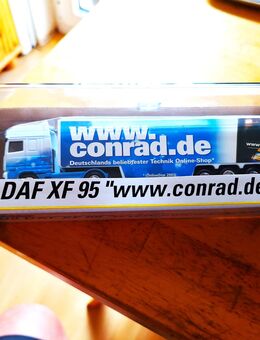 www.
conrad.de
Deutschlands beliebtester Technik Online-Shop*
DAF XF 95 "www.conrad.de